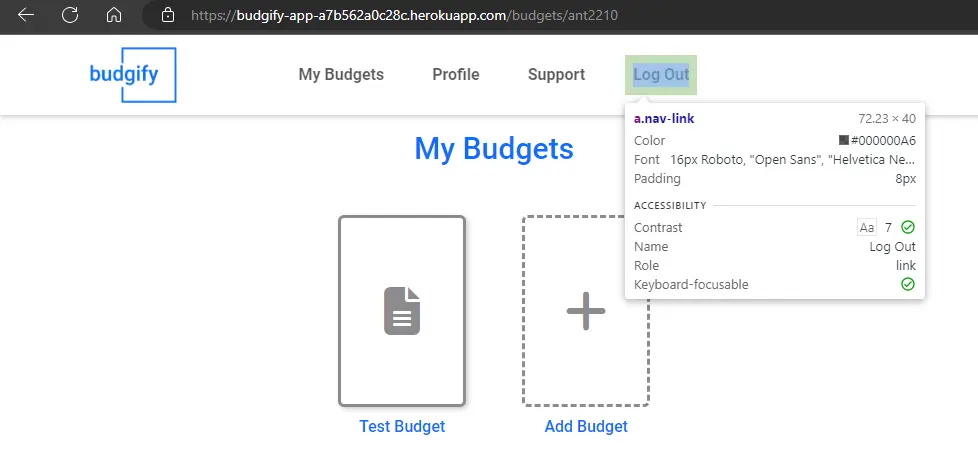 https://budgify-app-a7b562a0c28c.herokuapp.com/budgets/ant2210
budgify
My Budgets
Profile
Support
Log Out
a.nav-link 72.23 × 40
Color #000000A6
Font 16px Roboto, "Open Sans", "Helvetica Ne...
Padding 8px
ACCESSIBILITY
Contrast Aa 7
Name Log Out
Role link
Keyboard-focusable
My Budgets
Test Budget
Add Budget